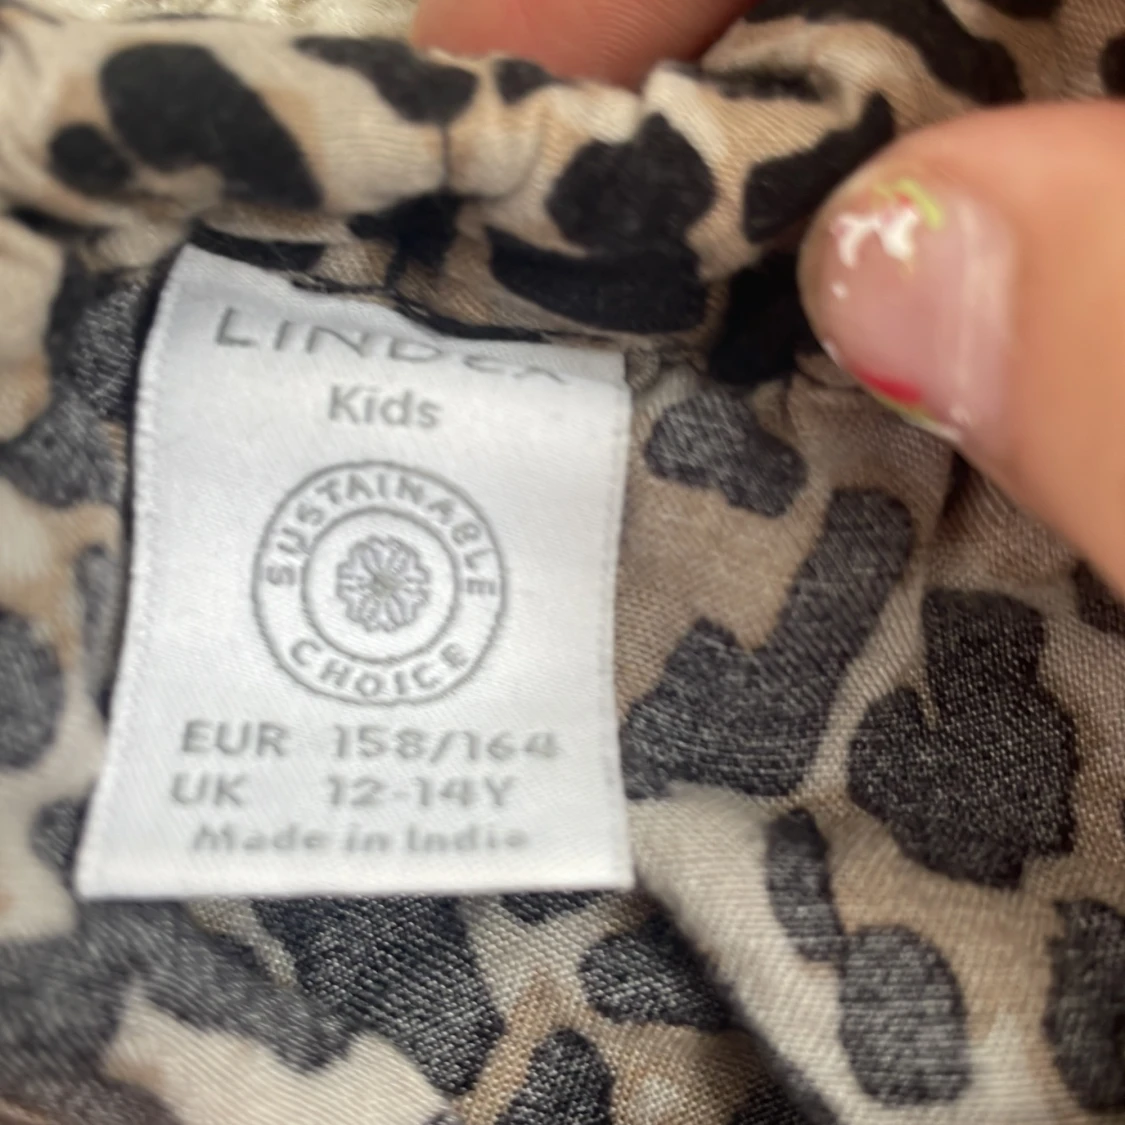 LINDEX
Kids
SUSTAINABLE
CHOICE
EUR 158/164
UK 12-14Y
Made in India